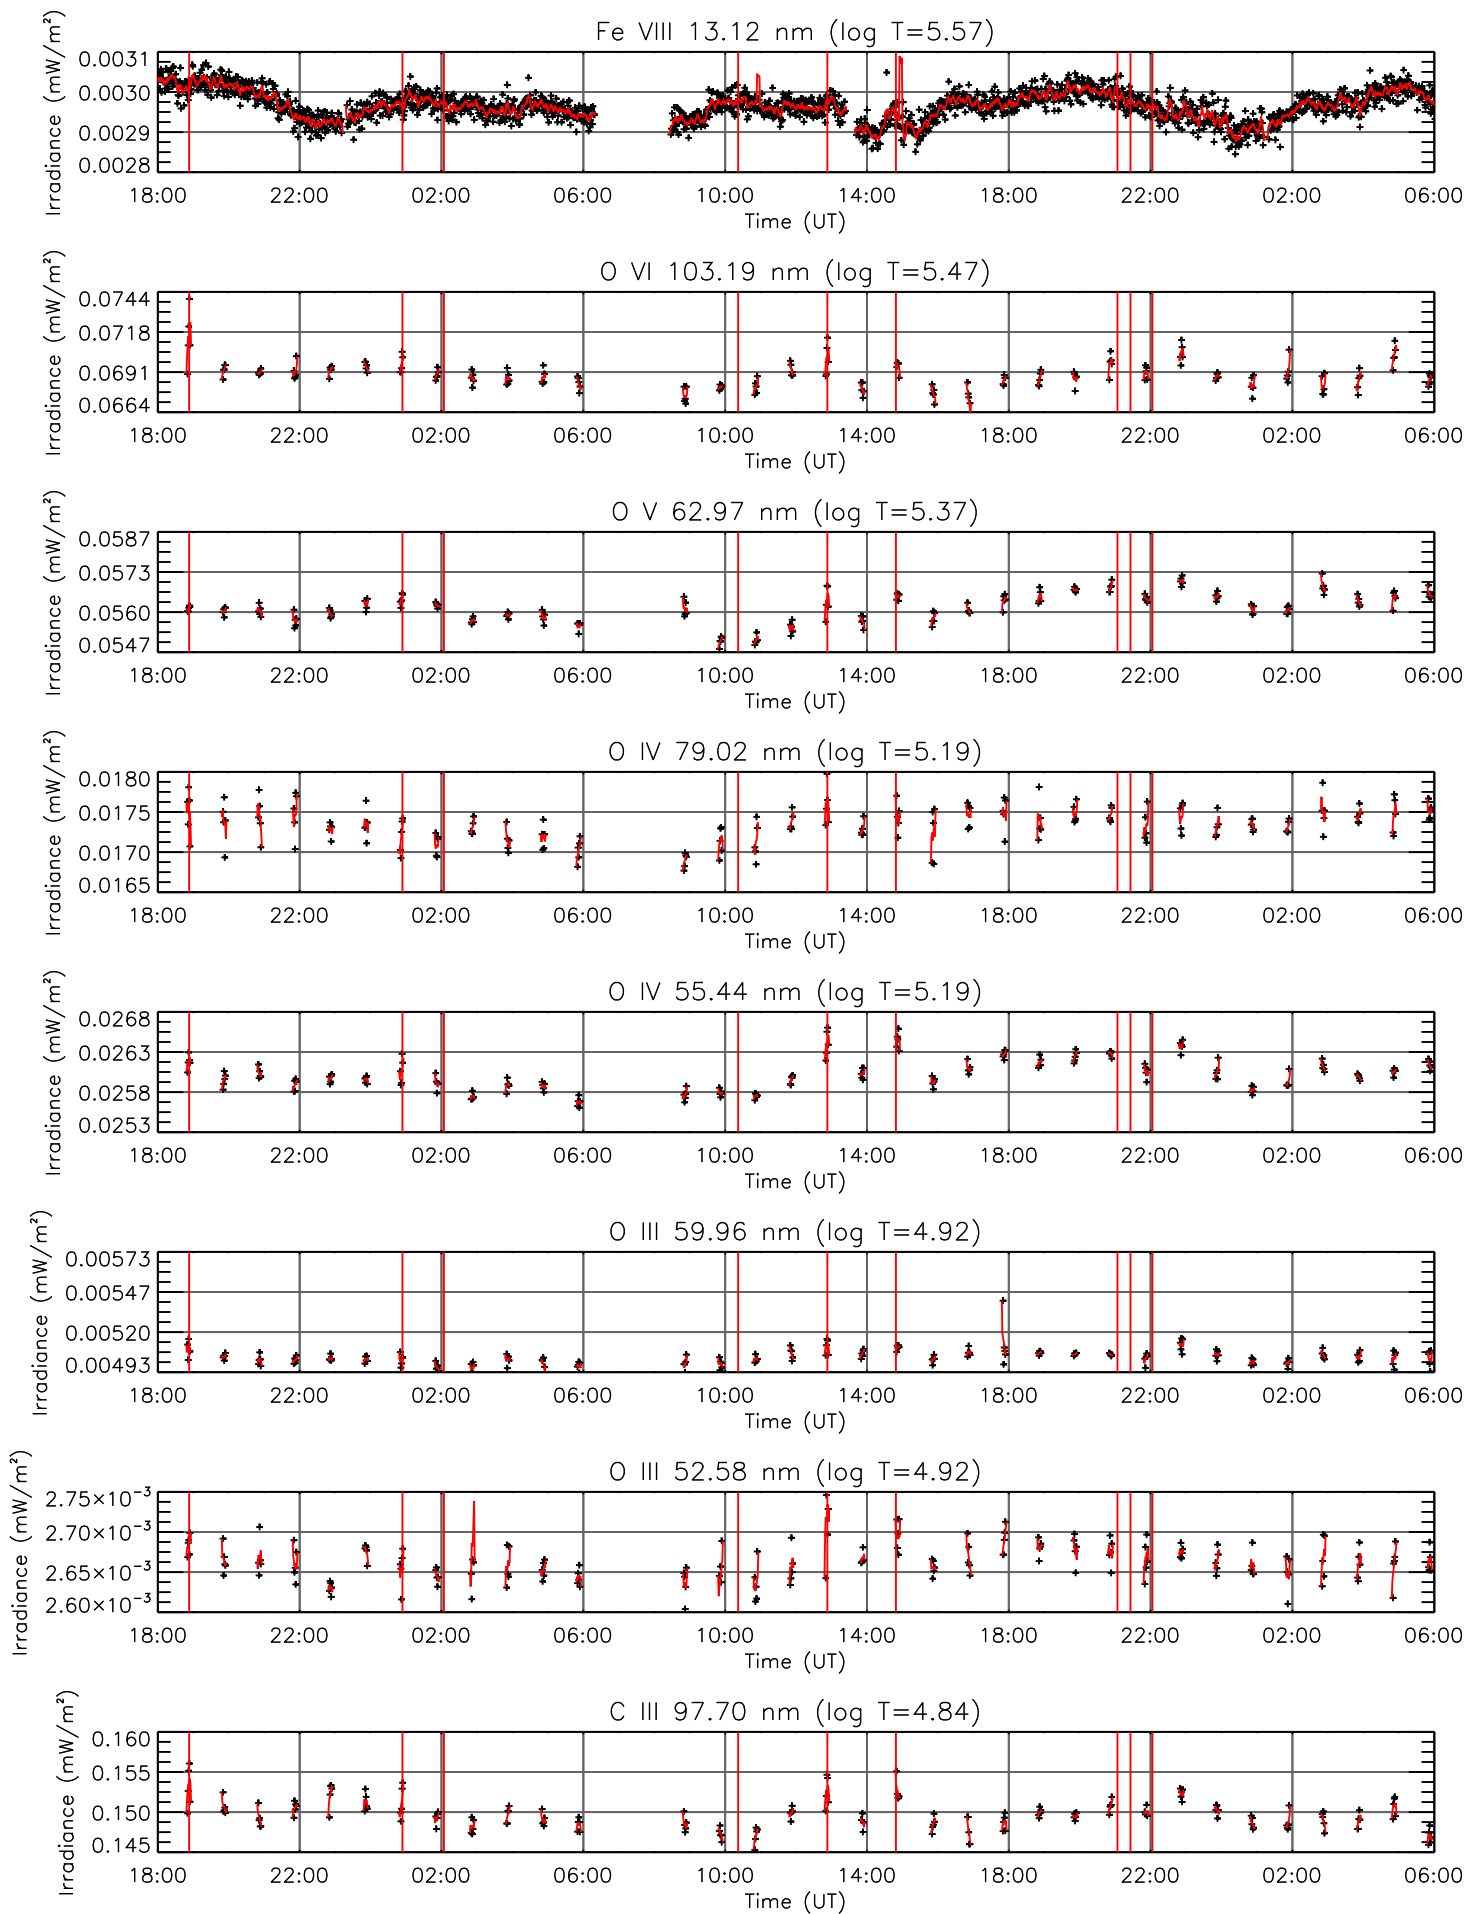 Fe VIII 13.12 nm (log T=5.57)
Irradiance (mW/m²)
0.0031
0.0030
0.0029
0.0028
18:00 22:00 02:00 06:00 10:00 14:00 18:00 22:00 02:00 06:00
Time (UT)
O VI 103.19 nm (log T=5.47)
Irradiance (mW/m²)
0.0744
0.0718
0.0691
0.0664
18:00 22:00 02:00 06:00 10:00 14:00 18:00 22:00 02:00 06:00
Time (UT)
O V 62.97 nm (log T=5.37)
Irradiance (mW/m²)
0.0587
0.0573
0.0560
0.0547
18:00 22:00 02:00 06:00 10:00 14:00 18:00 22:00 02:00 06:00
Time (UT)
O IV 79.02 nm (log T=5.19)
Irradiance (mW/m²)
0.0180
0.0175
0.0170
0.0165
18:00 22:00 02:00 06:00 10:00 14:00 18:00 22:00 02:00 06:00
Time (UT)
O IV 55.44 nm (log T=5.19)
Irradiance (mW/m²)
0.0268
0.0263
0.0258
0.0253
18:00 22:00 02:00 06:00 10:00 14:00 18:00 22:00 02:00 06:00
Time (UT)
O III 59.96 nm (log T=4.92)
Irradiance (mW/m²)
0.00573
0.00547
0.00520
0.00493
18:00 22:00 02:00 06:00 10:00 14:00 18:00 22:00 02:00 06:00
Time (UT)
O III 52.58 nm (log T=4.92)
Irradiance (mW/m²)
2.75×10⁻³
2.70×10⁻³
2.65×10⁻³
2.60×10⁻³
18:00 22:00 02:00 06:00 10:00 14:00 18:00 22:00 02:00 06:00
Time (UT)
C III 97.70 nm (log T=4.84)
Irradiance (mW/m²)
0.160
0.155
0.150
0.145
18:00 22:00 02:00 06:00 10:00 14:00 18:00 22:00 02:00 06:00
Time (UT)